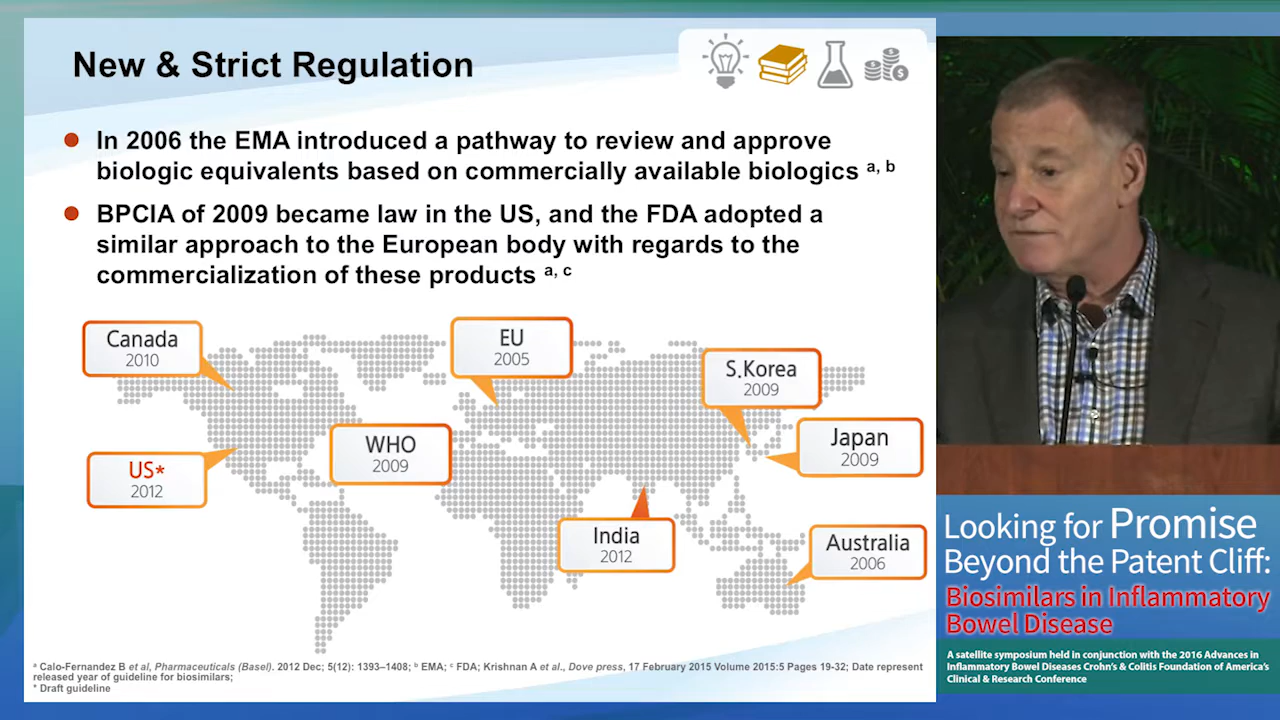 New & Strict Regulation
In 2006 the EMA introduced a pathway to review and approve
biologic equivalents based on commercially available biologics a, b
BPCIA of 2009 became law in the US, and the FDA adopted a
similar approach to the European body with regards to the
commercialization of these products a, c
Canada
2010
EU
2005
S.Korea
2009
WHO
2009
Japan
2009
US*
2012
India
2012
Australia
2006
a Calo-Fernandez B et al, Pharmaceuticals (Basel). 2012 Dec; 5(12): 1393–1408; b EMA; c FDA; Krishnan A et al., Dove press, 17 February 2015 Volume 2015:5 Pages 19-32; Date represent
released year of guideline for biosimilars;
* Draft guideline
Looking for Promise
Beyond the Patent Cliff:
Biosimilars in Inflammatory
Bowel Disease
A satellite symposium held in conjunction with the 2016 Advances in
Inflammatory Bowel Diseases Crohn's & Colitis Foundation of America's
Clinical & Research Conference